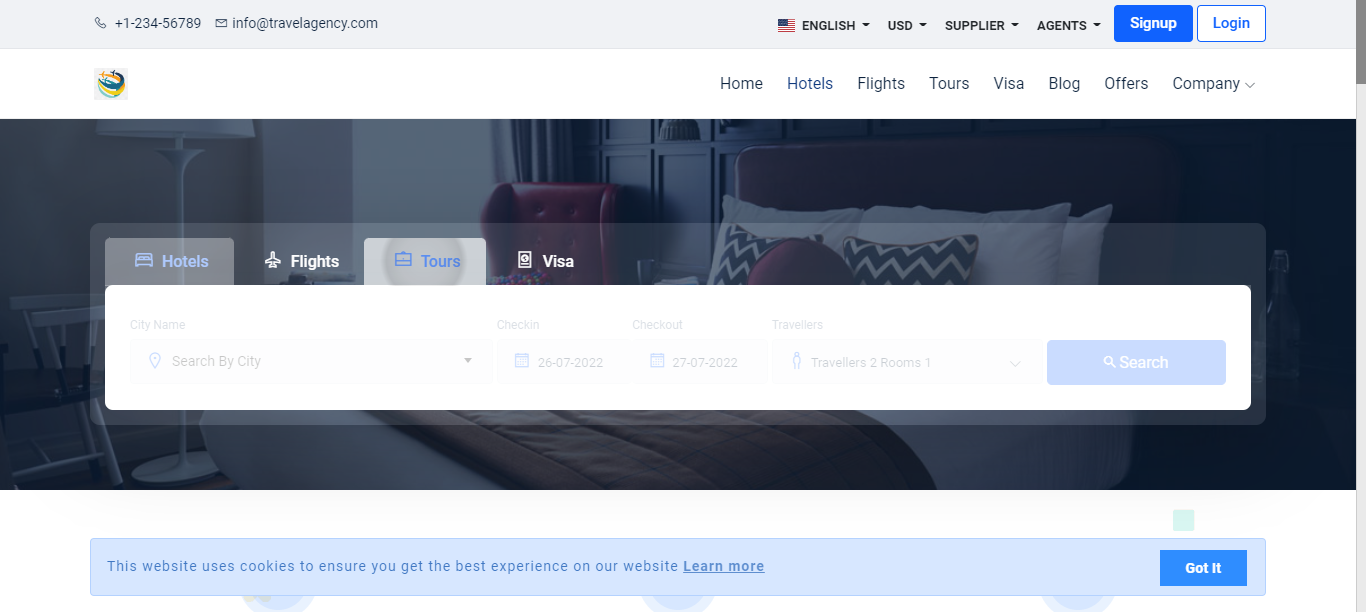 +1-234-56789 info@travelagency.com ENGLISH USD SUPPLIER AGENTS Signup Login
Home Hotels Flights Tours Visa Blog Offers Company
Hotels Flights Tours Visa
City Name Checkin Checkout Travellers
Search By City 26-07-2022 27-07-2022 Travellers 2 Rooms 1 Search
This website uses cookies to ensure you get the best experience on our website Learn more Got It